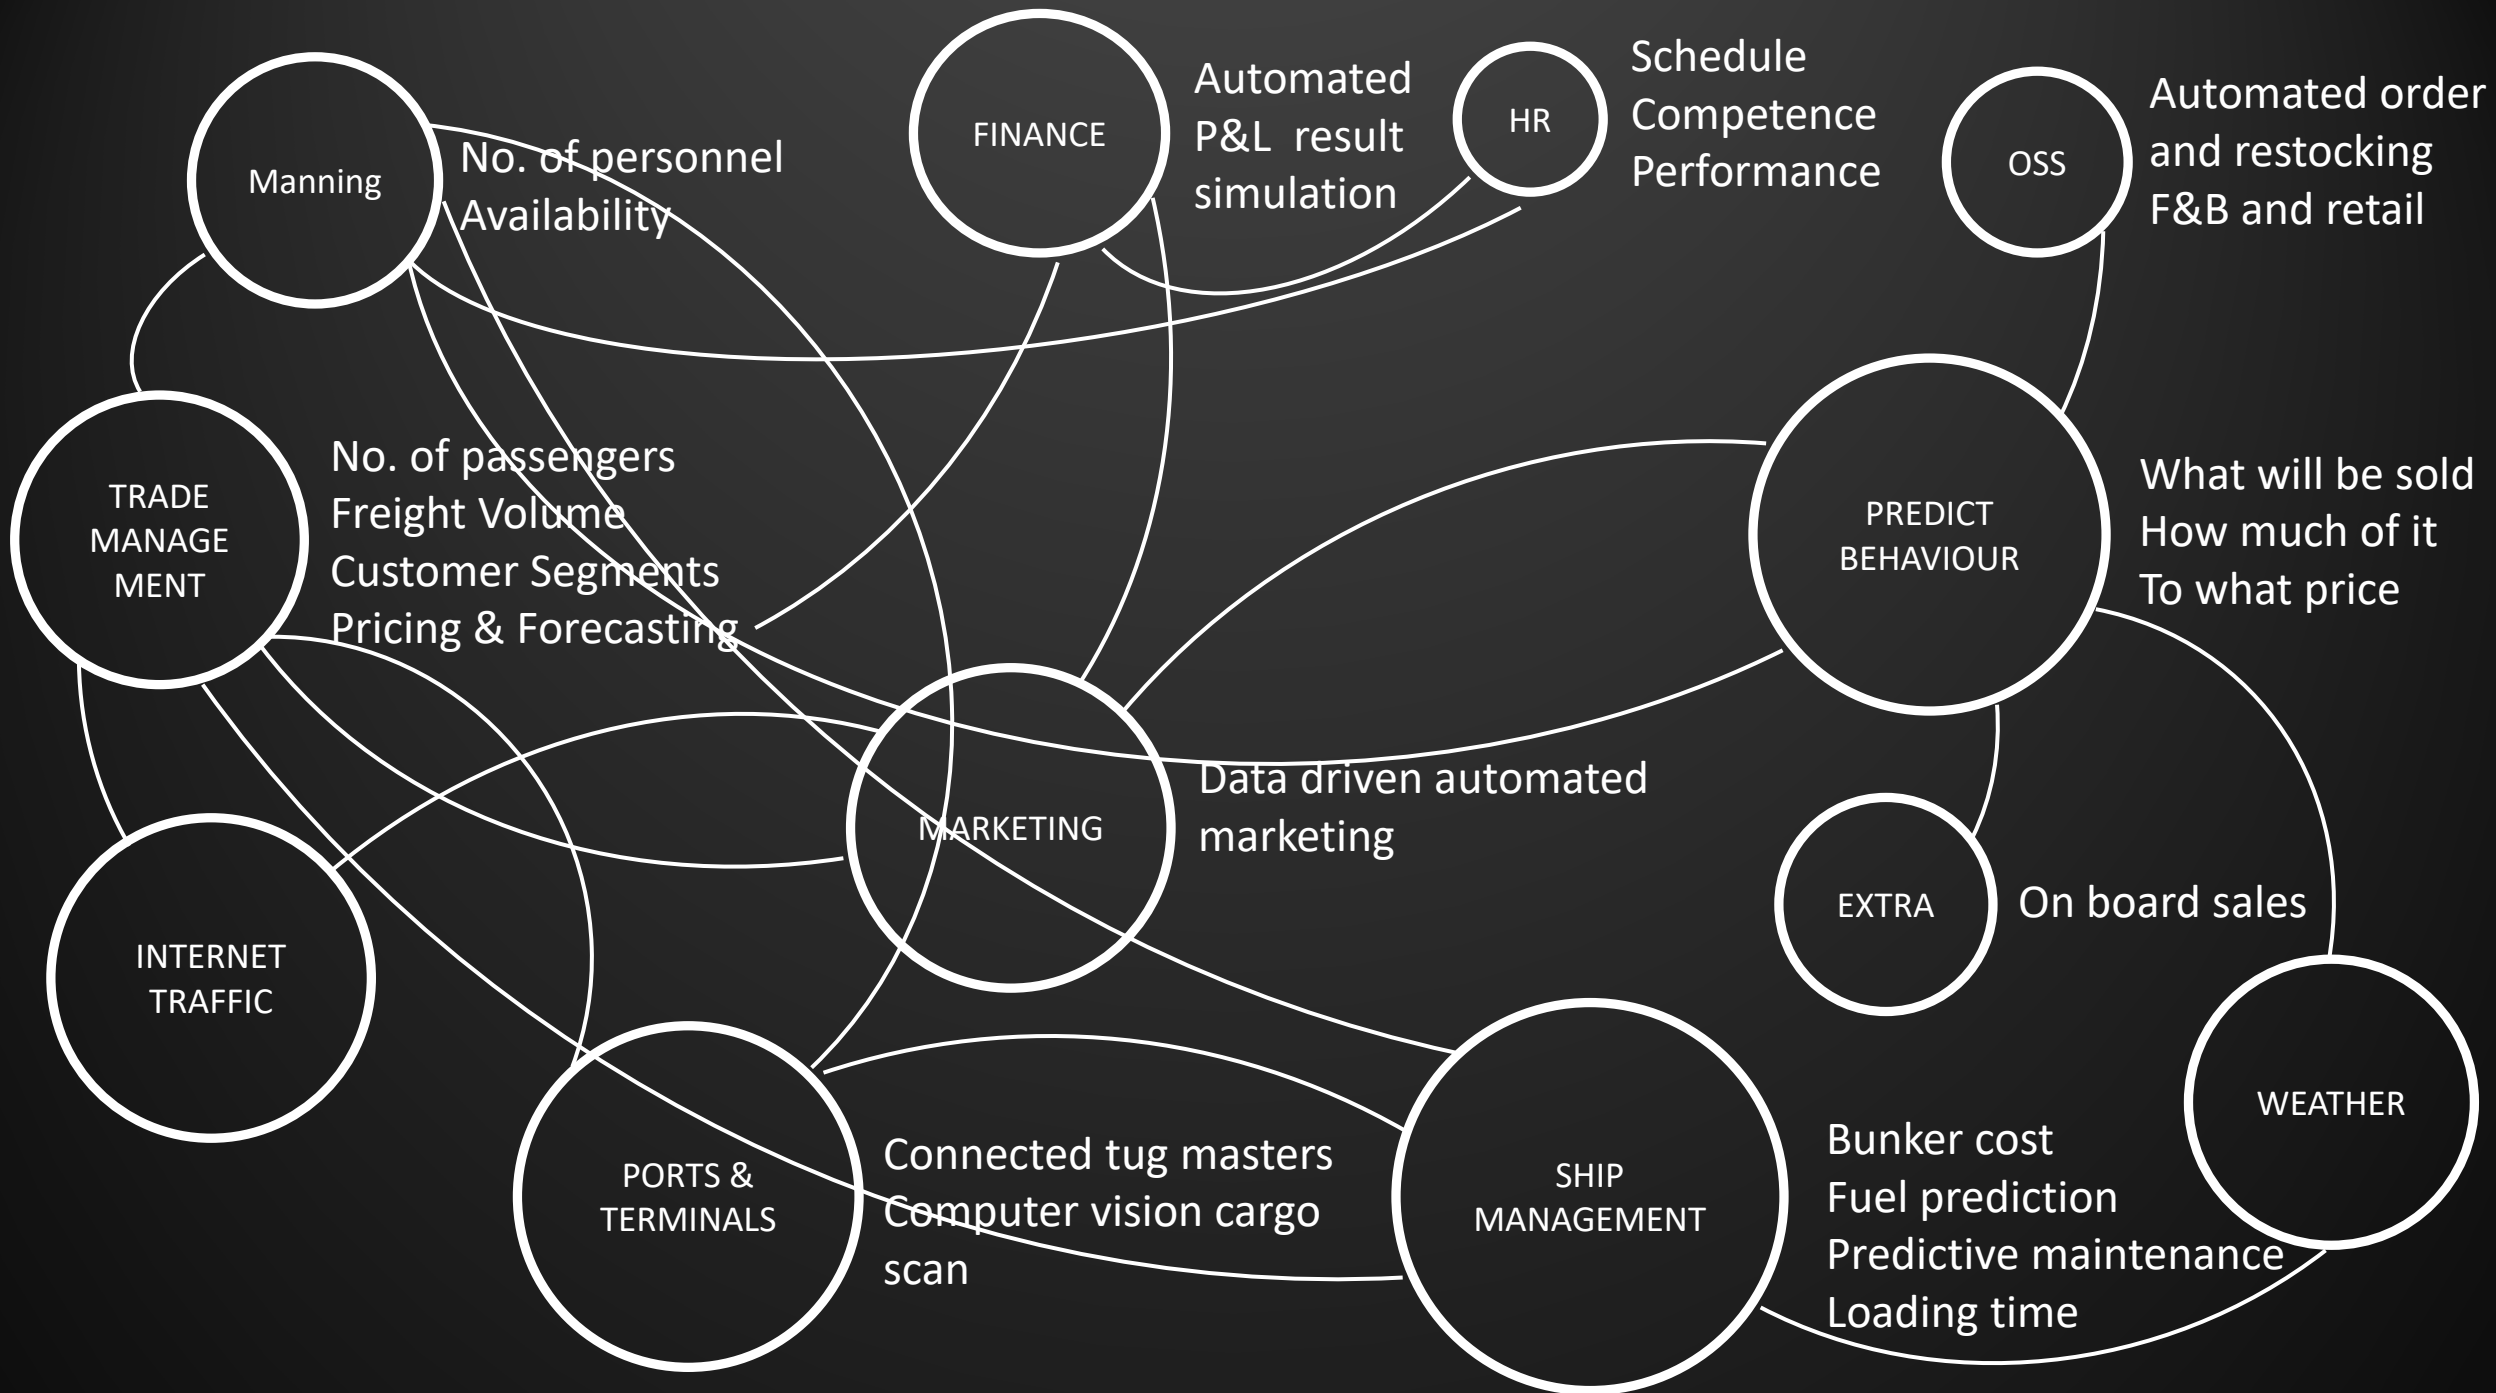 Manning
No. of personnel
Availability
FINANCE
Automated
P&L result
simulation
HR
Schedule
Competence
Performance
OSS
Automated order
and restocking
F&B and retail
TRADE
MANAGE
MENT
No. of passengers
Freight Volume
Customer Segments
Pricing & Forecasting
PREDICT
BEHAVIOUR
What will be sold
How much of it
To what price
MARKETING
Data driven automated
marketing
EXTRA
On board sales
INTERNET
TRAFFIC
PORTS &
TERMINALS
Connected tug masters
Computer vision cargo
scan
SHIP
MANAGEMENT
Bunker cost
Fuel prediction
Predictive maintenance
Loading time
WEATHER